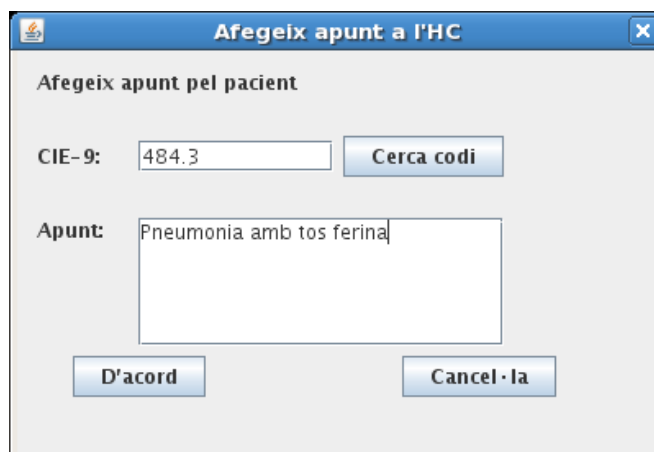 Afegeix apunt a l'HC
Afegeix apunt pel pacient
CIE-9: 484.3 Cerca codi
Apunt: Pneumonia amb tos ferina
D'acord Cancel·la